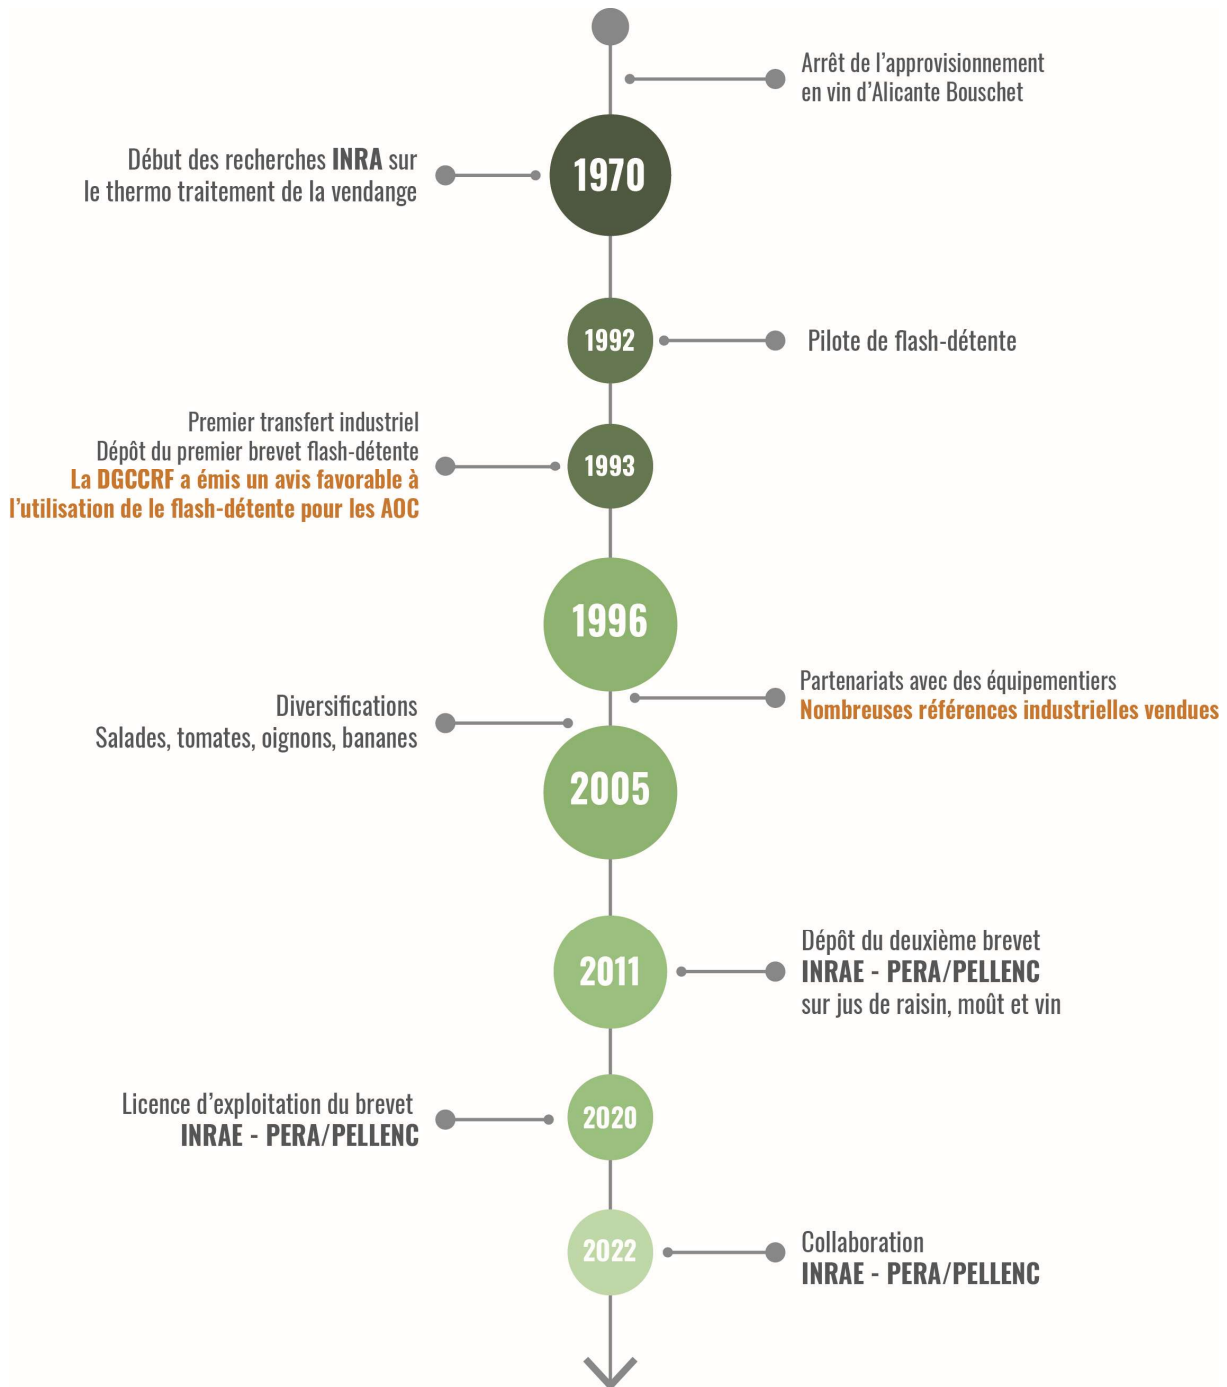 Arrêt de l’approvisionnement
en vin d’Alicante Bouschet
Début des recherches INRA sur
le thermo traitement de la vendange
1970
1992
Pilote de flash-détente
Premier transfert industriel
Dépôt du premier brevet flash-détente
La DGCCRF a émis un avis favorable à
l’utilisation de le flash-détente pour les AOC
1993
1996
Partenariats avec des équipementiers
Nombreuses références industrielles vendues
Diversifications
Salades, tomates, oignons, bananes
2005
2011
Dépôt du deuxième brevet
INRAE - PERA/PELLENC
sur jus de raisin, moût et vin
Licence d’exploitation du brevet
INRAE - PERA/PELLENC
2020
2022
Collaboration
INRAE - PERA/PELLENC